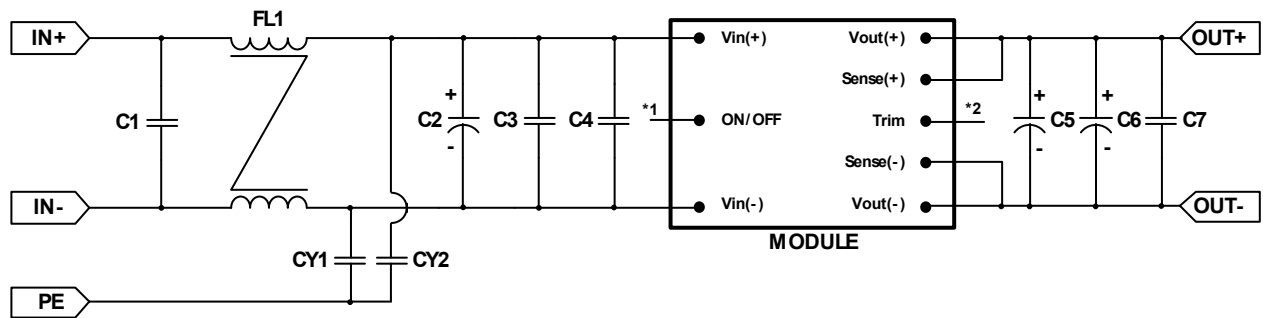 FL1
IN+
Vin(+)
Vout(+)
OUT+
Sense(+)
C1
+
C2
-
C3
C4
*1
ON/OFF
Trim
*2
+
C5
-
+
C6
-
C7
Sense(-)
IN-
Vin(-)
Vout(-)
OUT-
MODULE
CY1
CY2
PE